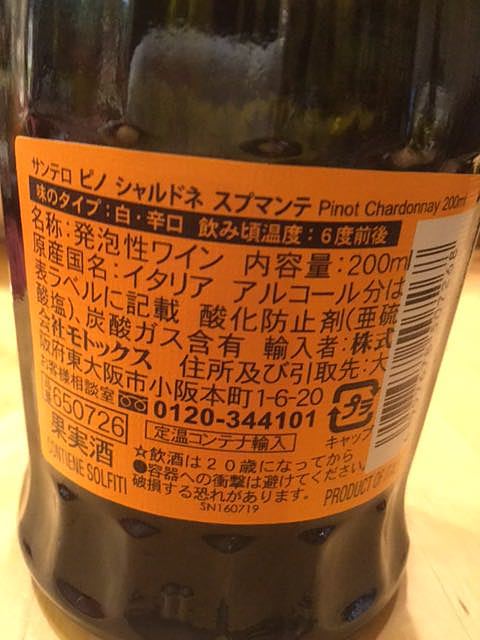 サンテロ ピノ シャルドネ スプマンテ Pinot Chardonnay 200ml
味のタイプ:白・辛口 飲み頃温度:6度前後
名称:発泡性ワイン 内容量:200ml
原産国名:イタリア アルコール分は
表ラベルに記載 酸化防止剤(亜硫
酸塩)、炭酸ガス含有 輸入者:株式
会社モトックス 住所及び引取先:大
阪府東大阪市小阪本町1-6-20
お客様相談室 0120-344101
650726
定温コンテナ輸入
プラ
キャップ
果実酒
☆飲酒は20歳になってから
●容器への衝撃は避けてください
破損する恐れがあります。
CONTIENE SOLFITI
SN160719
PRODUCT OF